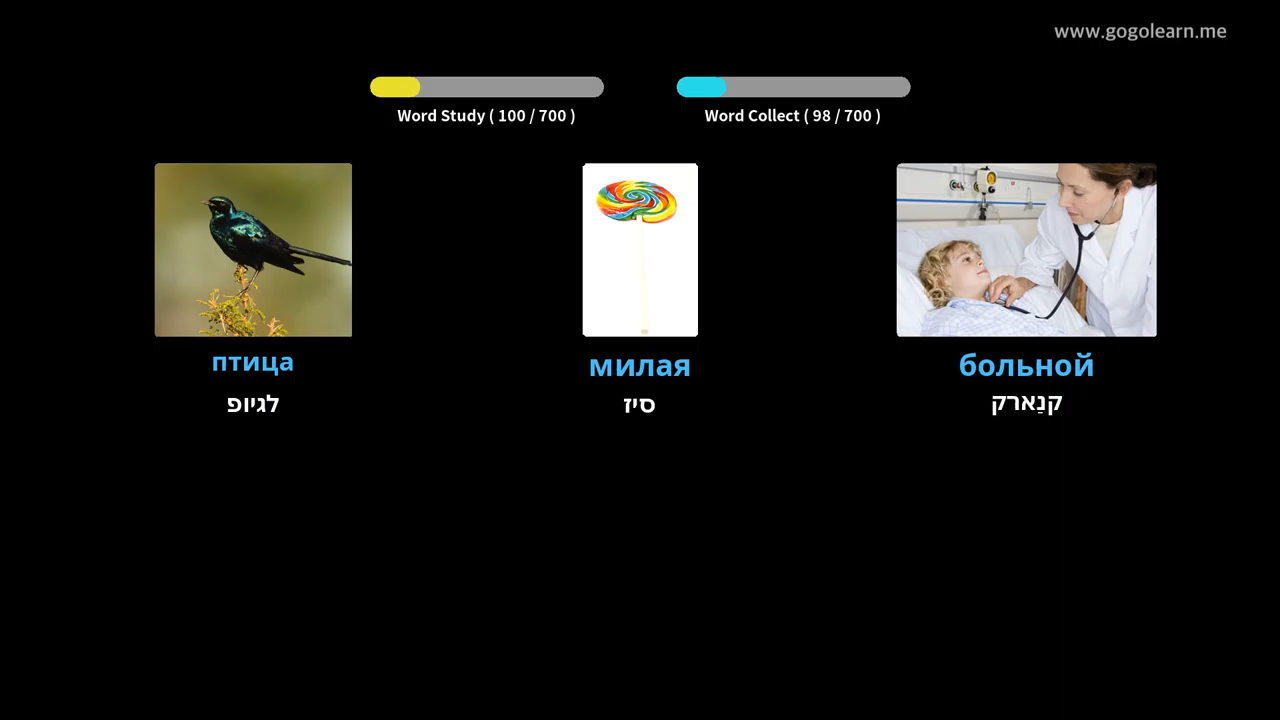 www.gogolearn.me
Word Study ( 100 / 700 )
Word Collect ( 98 / 700 )
птица
милая
больной
לגיופ
סיז
קנַארק